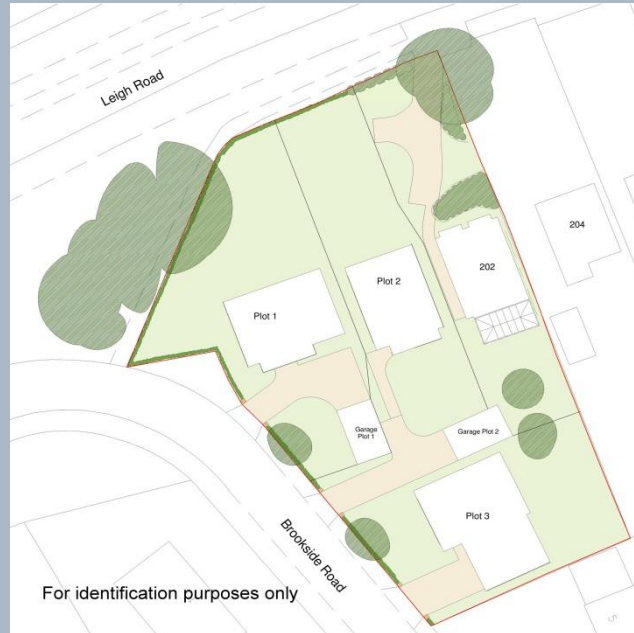 Leigh Road
204
202
Plot 2
Plot 1
Garage
Plot 1
Garage Plot 2
Plot 3
Brookside Road
For identification purposes only
5